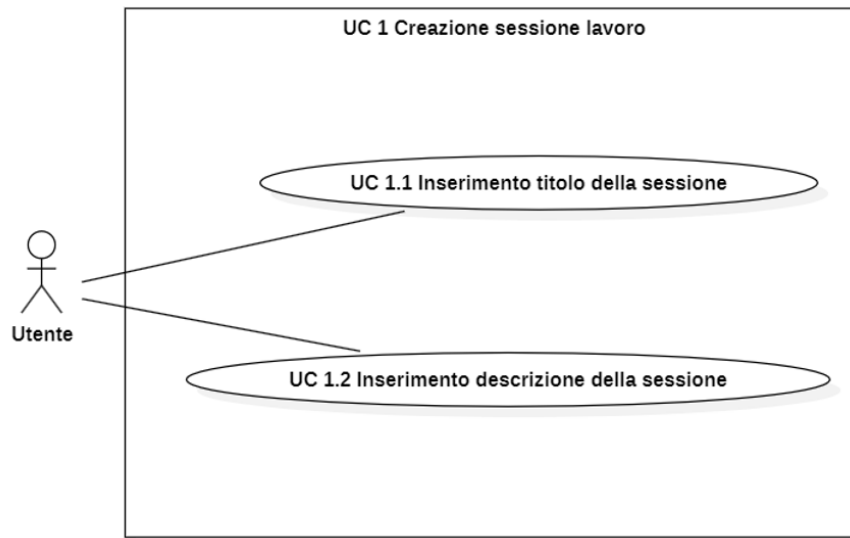 UC 1 Creazione sessione lavoro
UC 1.1 Inserimento titolo della sessione
Utente
UC 1.2 Inserimento descrizione della sessione